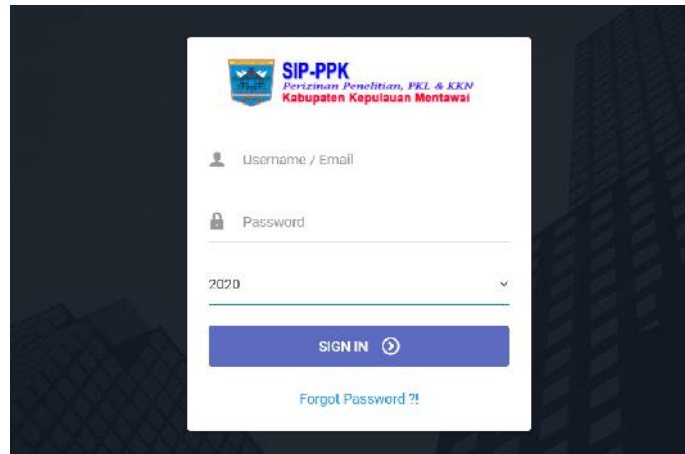 SIP-PPK
Perizinan Penelitian, PKL & KKN
Kabupaten Kepulauan Mentawai
Username / Email
Password
2020
SIGN IN
Forgot Password ?!